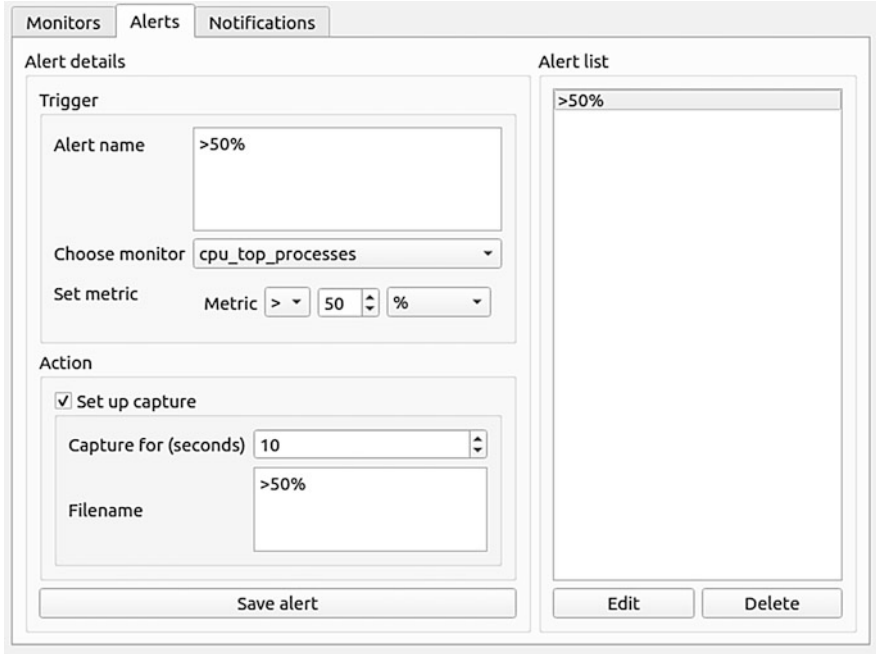 Monitors Alerts Notifications
Alert details
Trigger
Alert name >50%
Choose monitor cpu_top_processes
Set metric Metric > 50 %
Action
Set up capture
Capture for (seconds) 10
Filename >50%
Save alert
Alert list
>50%
Edit Delete